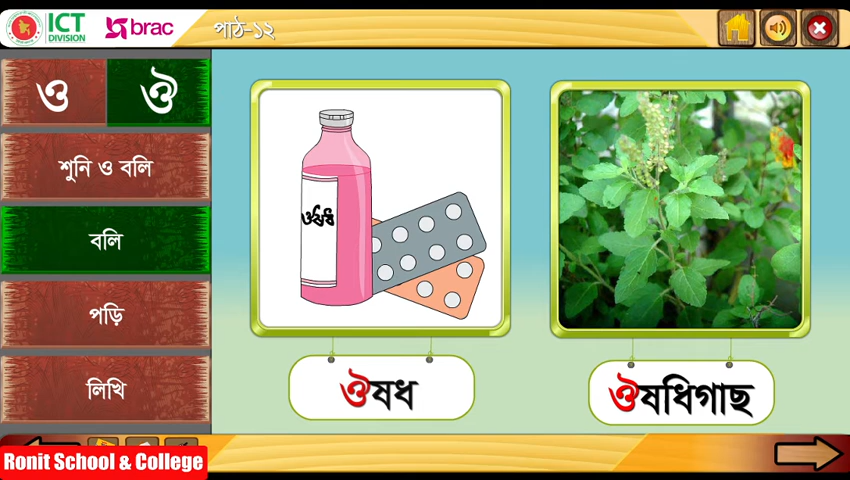 ICT
DIVISION
brac
পাঠ-১২
ও
ঔ
শুনি ও বলি
বলি
পড়ি
লিখি
ঔষধ
ঔষধ
ঔষধিগাছ
Ronit School & College